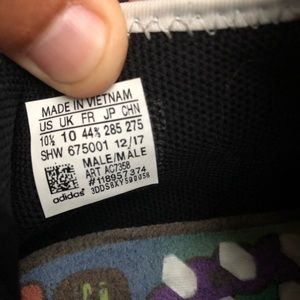 MADE IN VIETNAM
US UK FR JP CHN
10½ 10 44⅔ 285 275
SHW 675001 12/17
MALE/MALE
ART AC7358
#118957374
adidas